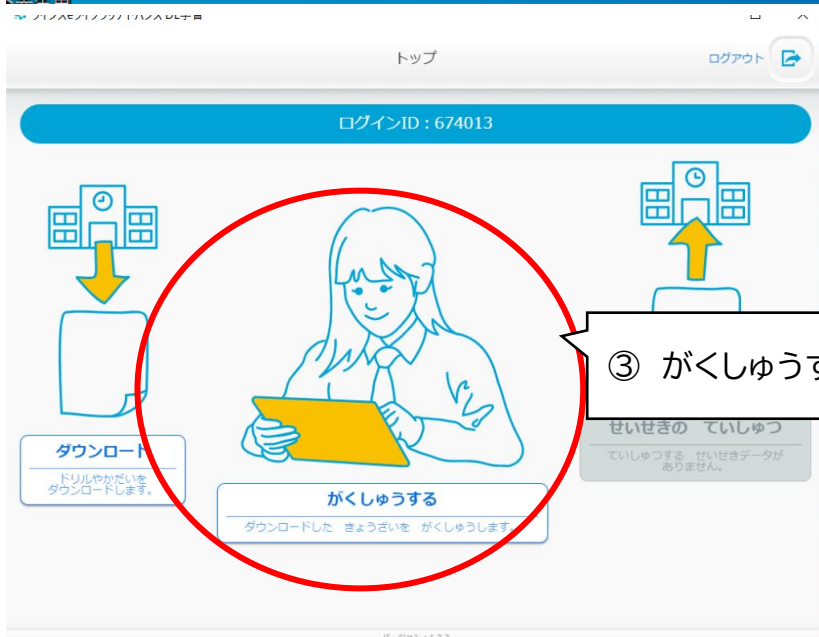 トップ
ログアウト
ログインID : 674013
③ がくしゅうす
ダウンロード
ドリルやかだいを
ダウンロードします。
がくしゅうする
ダウンロードした きょうざいを がくしゅうします。
せいせきの ていしゅつ
ていしゅつする せいせきデータが
ありません。